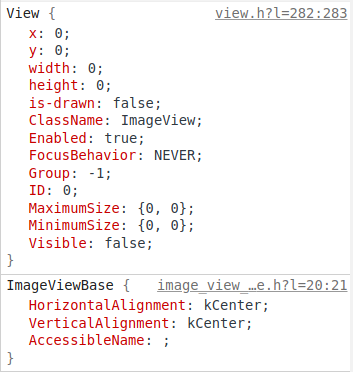 View { view.h?l=282:283
x: 0;
y: 0;
width: 0;
height: 0;
is-drawn: false;
ClassName: ImageView;
Enabled: true;
FocusBehavior: NEVER;
Group: -1;
ID: 0;
MaximumSize: {0, 0};
MinimumSize: {0, 0};
Visible: false;
}
ImageViewBase { image_view_…e.h?l=20:21
HorizontalAlignment: kCenter;
VerticalAlignment: kCenter;
AccessibleName: ;
}